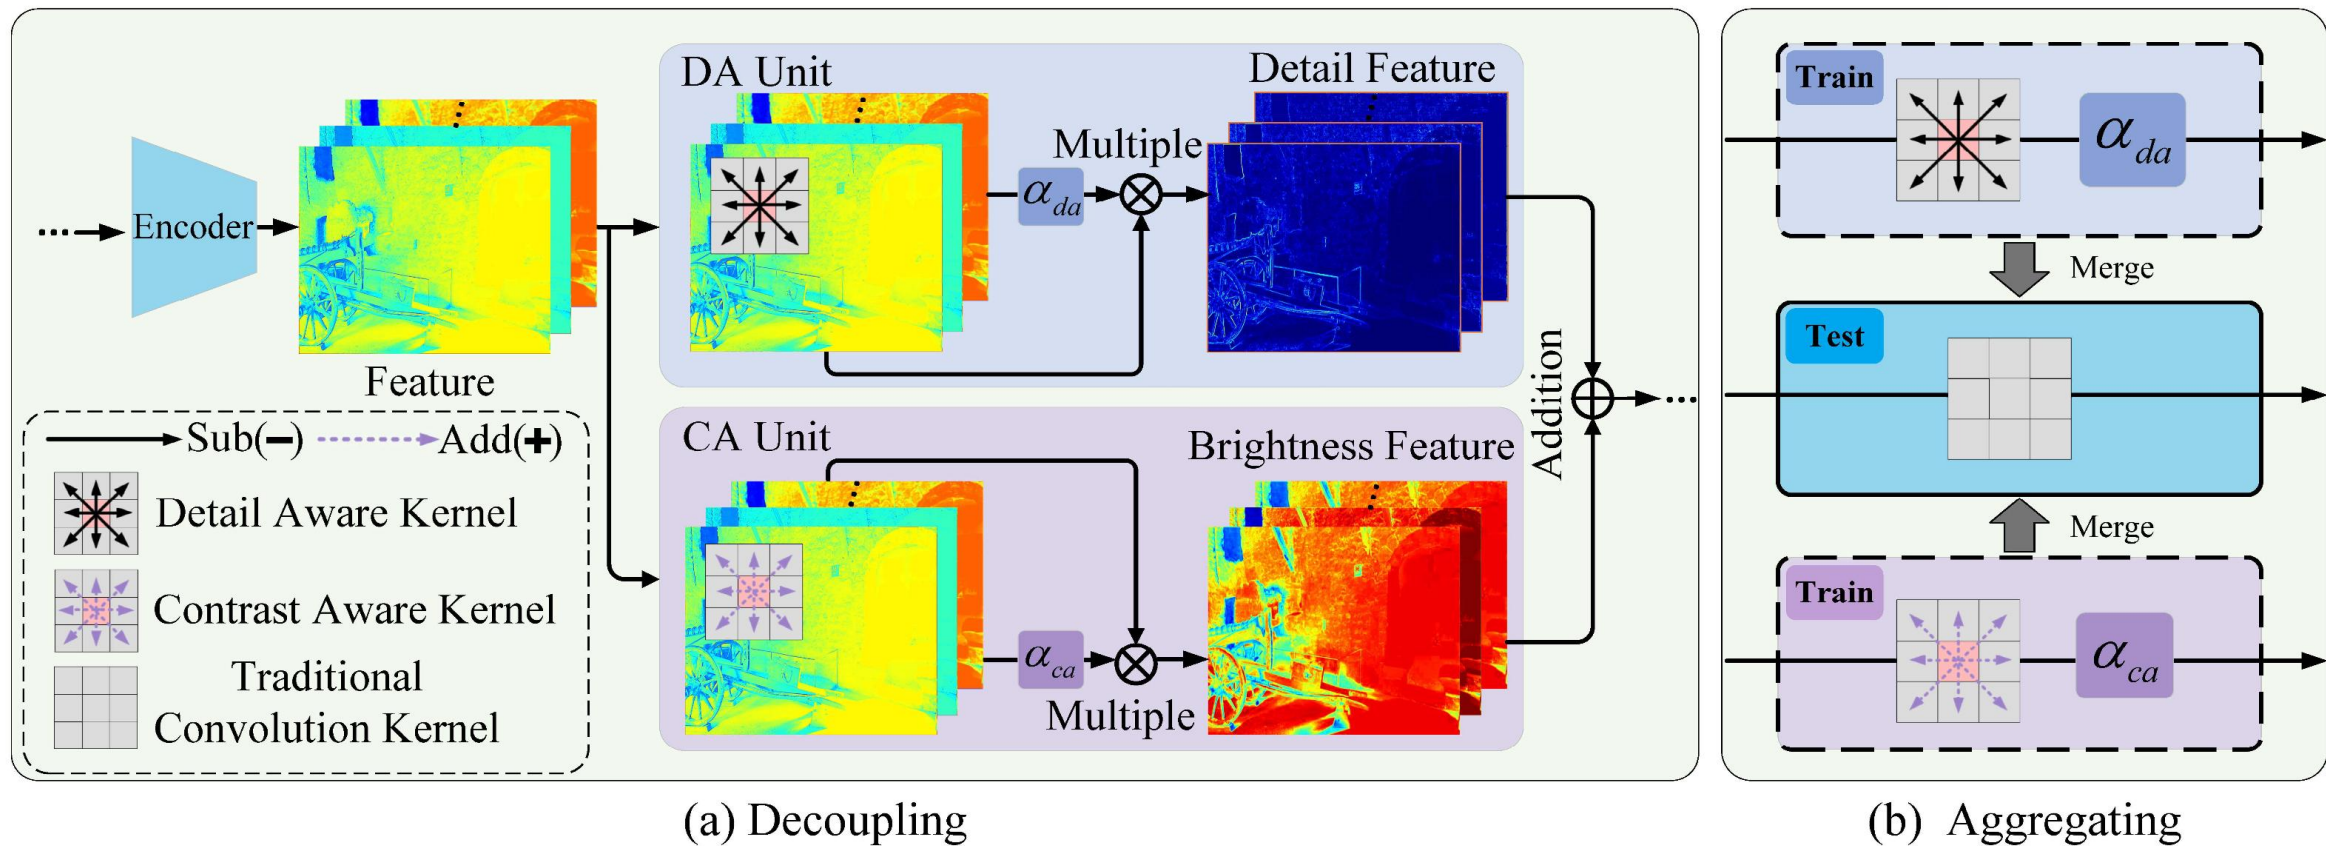 DA Unit
Detail Feature
Multiple
α_da
Encoder
Feature
Sub(−)
Add(+)
Detail Aware Kernel
Contrast Aware Kernel
Traditional
Convolution Kernel
CA Unit
Brightness Feature
α_ca
Multiple
Addition
(a) Decoupling
Train
α_da
Merge
Test
Merge
Train
α_ca
(b) Aggregating